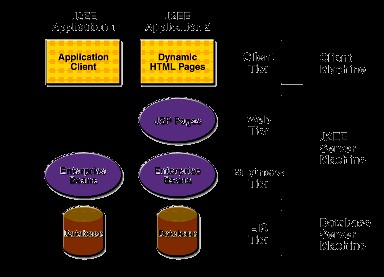 J2EE
Application 1
J2EE
Application 2
Application
Client
Dynamic
HTML Pages
Client
Tier
Client
Machine
JSP Pages
Web
Tier
J2EE
Server
Machine
Enterprise
Beans
Enterprise
Beans
Business
Tier
Database
Database
EIS
Tier
Database
Server
Machine